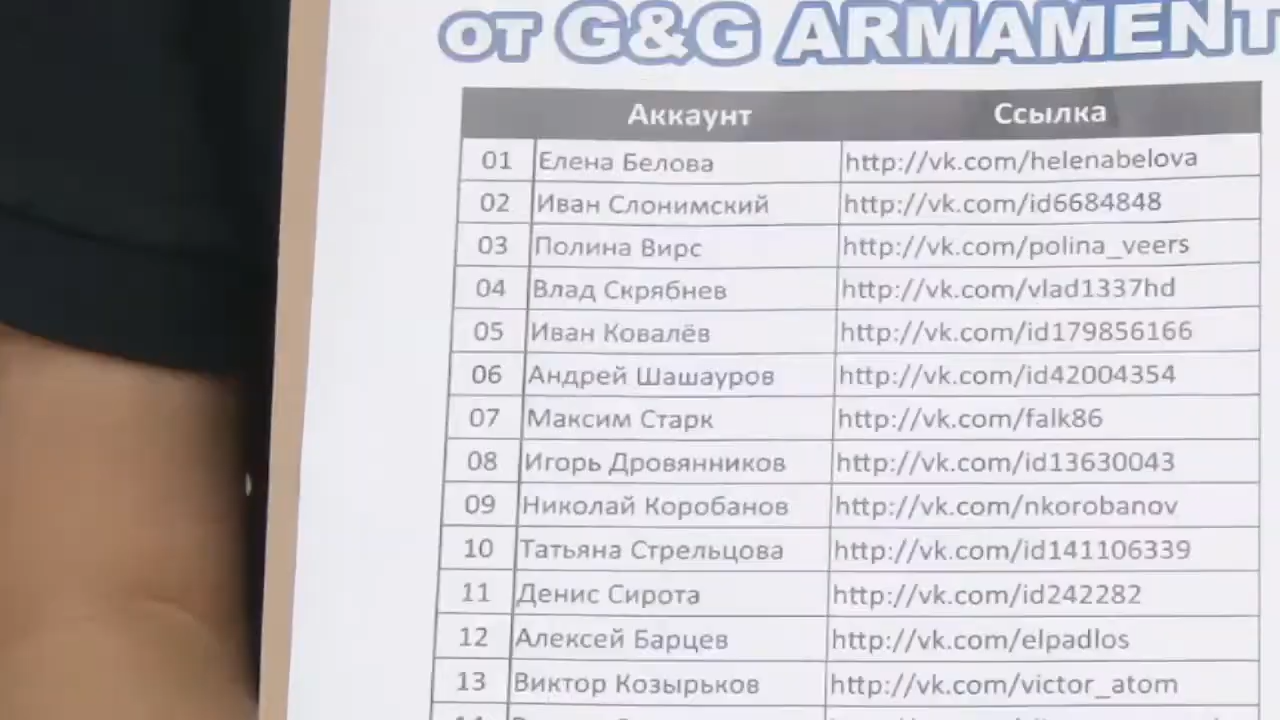 от G&G ARMAMENT
Аккаунт Ссылка
01 Елена Белова http://vk.com/helenabelova
02 Иван Слонимский http://vk.com/id6684848
03 Полина Вирс http://vk.com/polina_veers
04 Влад Скрябнев http://vk.com/vlad1337hd
05 Иван Ковалёв http://vk.com/id179856166
06 Андрей Шашауров http://vk.com/id42004354
07 Максим Старк http://vk.com/falk86
08 Игорь Дровянников http://vk.com/id13630043
09 Николай Коробанов http://vk.com/nkorobanov
10 Татьяна Стрельцова http://vk.com/id141106339
11 Денис Сирота http://vk.com/id242282
12 Алексей Барцев http://vk.com/elpadlos
13 Виктор Козырьков http://vk.com/victor_atom